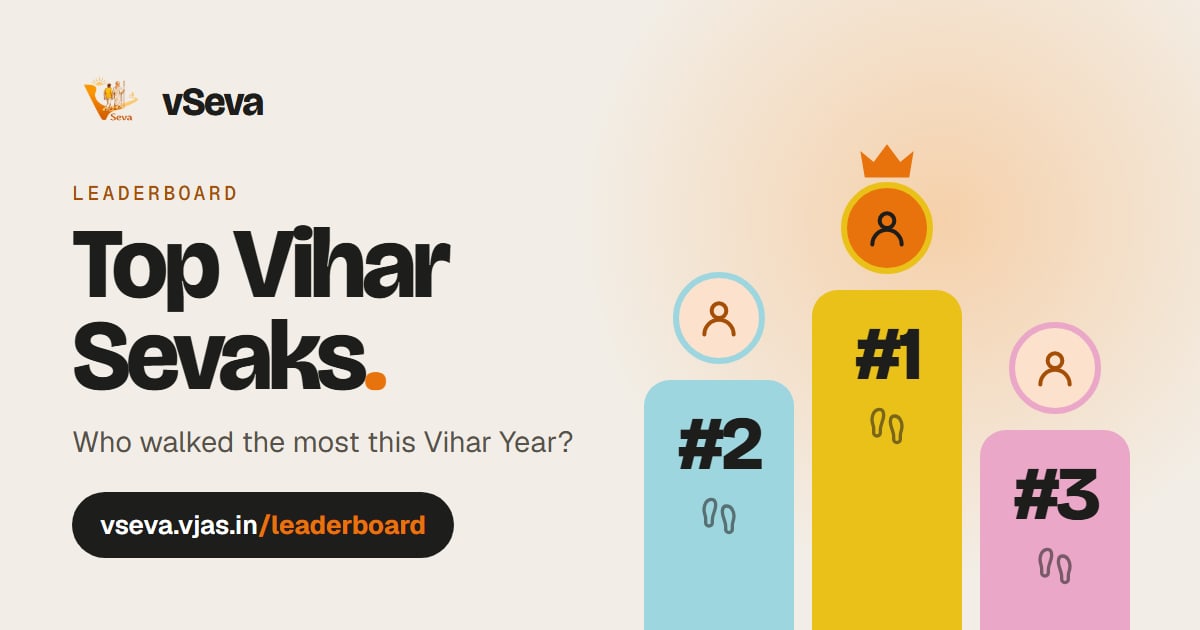 Seva
vSeva
LEADERBOARD
Top Vihar
Sevaks.
Who walked the most this Vihar Year?
vseva.vjas.in/leaderboard
#1
#2
#3